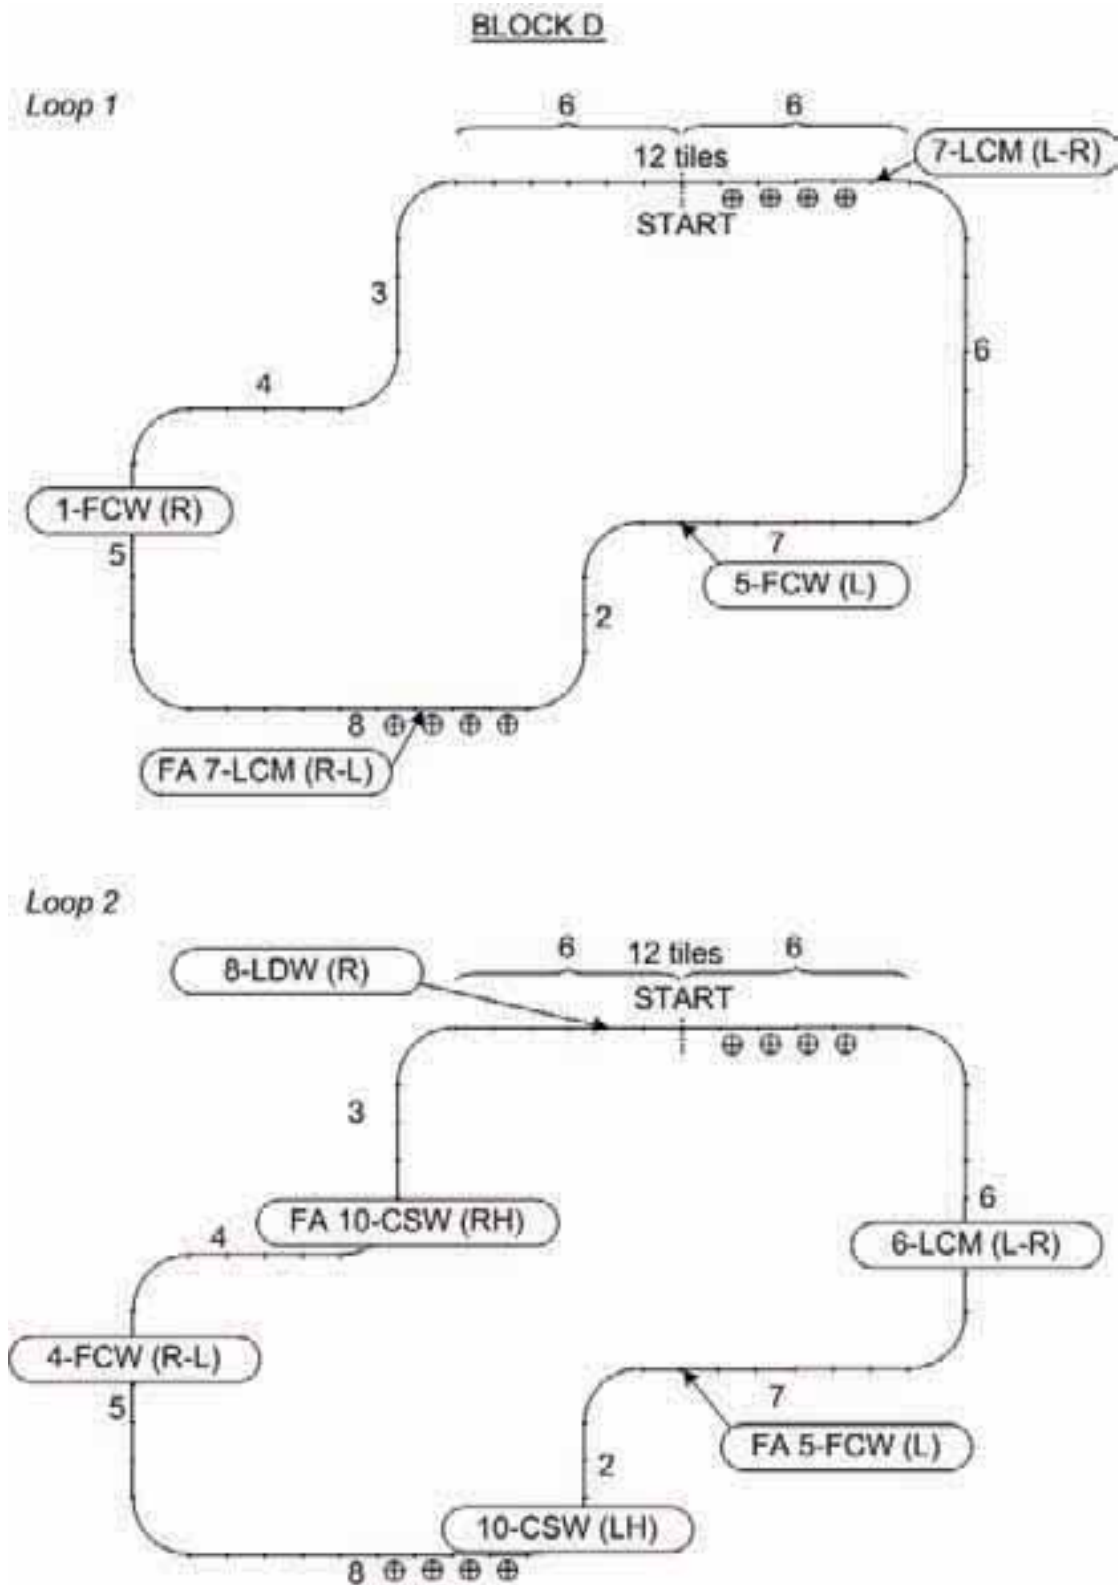 BLOCK D
Loop 1
6 6
12 tiles
7-LCM (L-R)
START
3
6
4
1-FCW (R)
5
7
5-FCW (L)
2
8
FA 7-LCM (R-L)
Loop 2
6 12 tiles 6
8-LDW (R)
START
3
6
FA 10-CSW (RH)
4
6-LCM (L-R)
4-FCW (R-L)
7
5
FA 5-FCW (L)
2
10-CSW (LH)
8